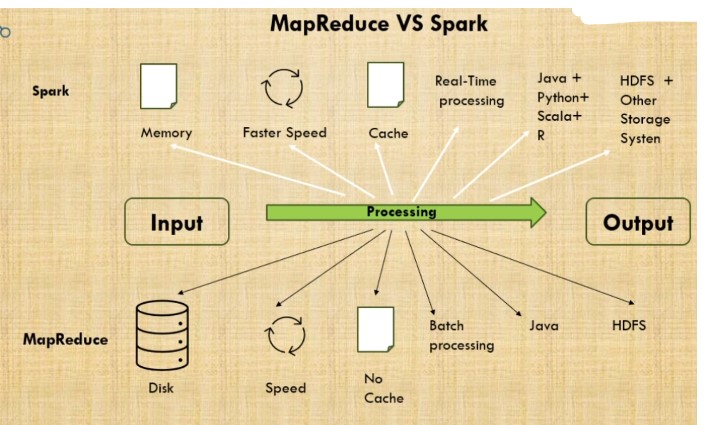 MapReduce VS Spark
Spark
Memory
Faster Speed
Cache
Real-Time
processing
Java +
Python+
Scala+
R
HDFS +
Other
Storage
Systen
Input
Processing
Output
MapReduce
Disk
Speed
No
Cache
Batch
processing
Java
HDFS